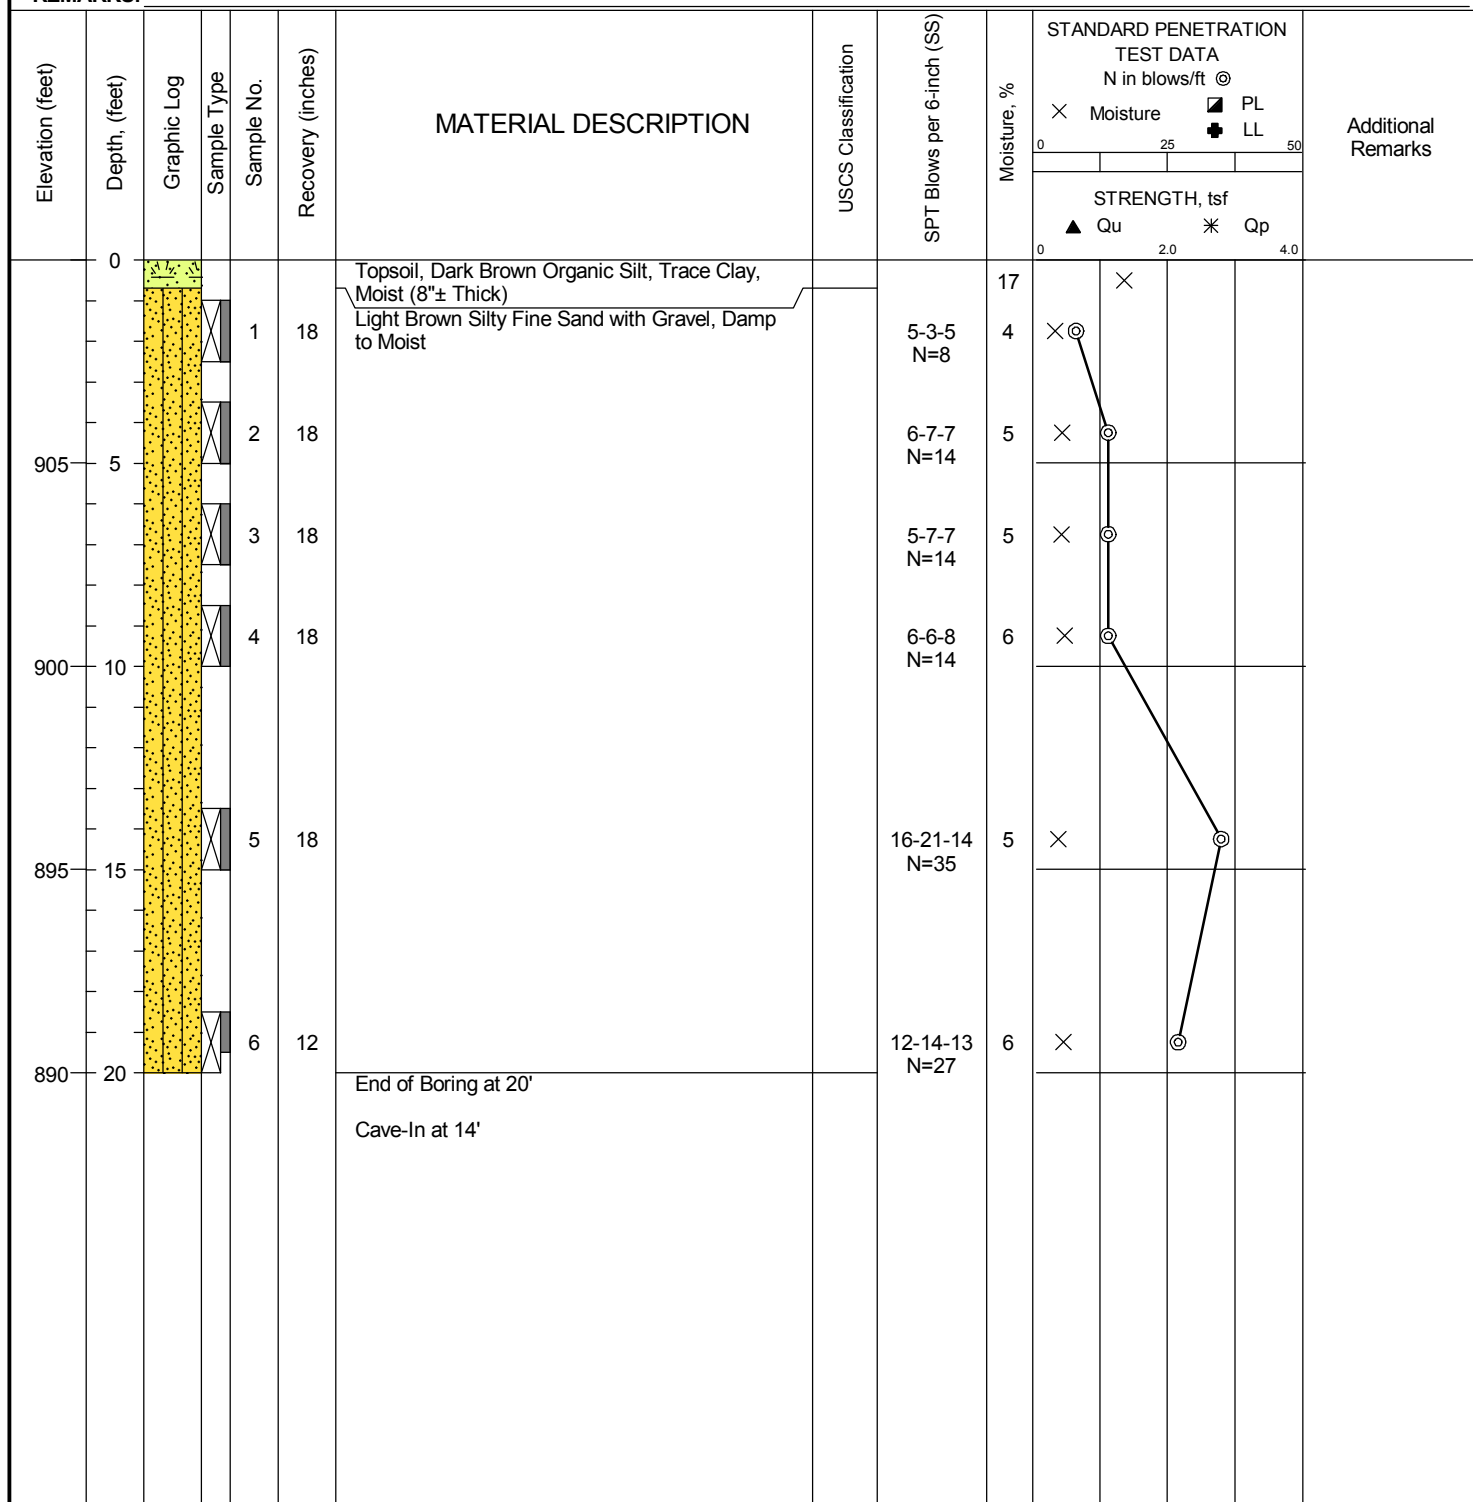 Elevation (feet)
Depth, (feet)
Graphic Log
Sample Type
Sample No.
Recovery (inches)
MATERIAL DESCRIPTION
USCS Classification
SPT Blows per 6-inch (SS)
Moisture, %
STANDARD PENETRATION
TEST DATA
N in blows/ft
Moisture
PL
LL
0 25 50
STRENGTH, tsf
Qu Qp
0 2.0 4.0
Additional
Remarks
0
Topsoil, Dark Brown Organic Silt, Trace Clay,
Moist (8"± Thick)
17
Light Brown Silty Fine Sand with Gravel, Damp
to Moist
1 18 5-3-5 4
N=8
2 18 6-7-7 5
N=14
905 5
3 18 5-7-7 5
N=14
4 18 6-6-8 6
N=14
900 10
5 18 16-21-14 5
N=35
895 15
6 12 12-14-13 6
N=27
890 20
End of Boring at 20'
Cave-In at 14'